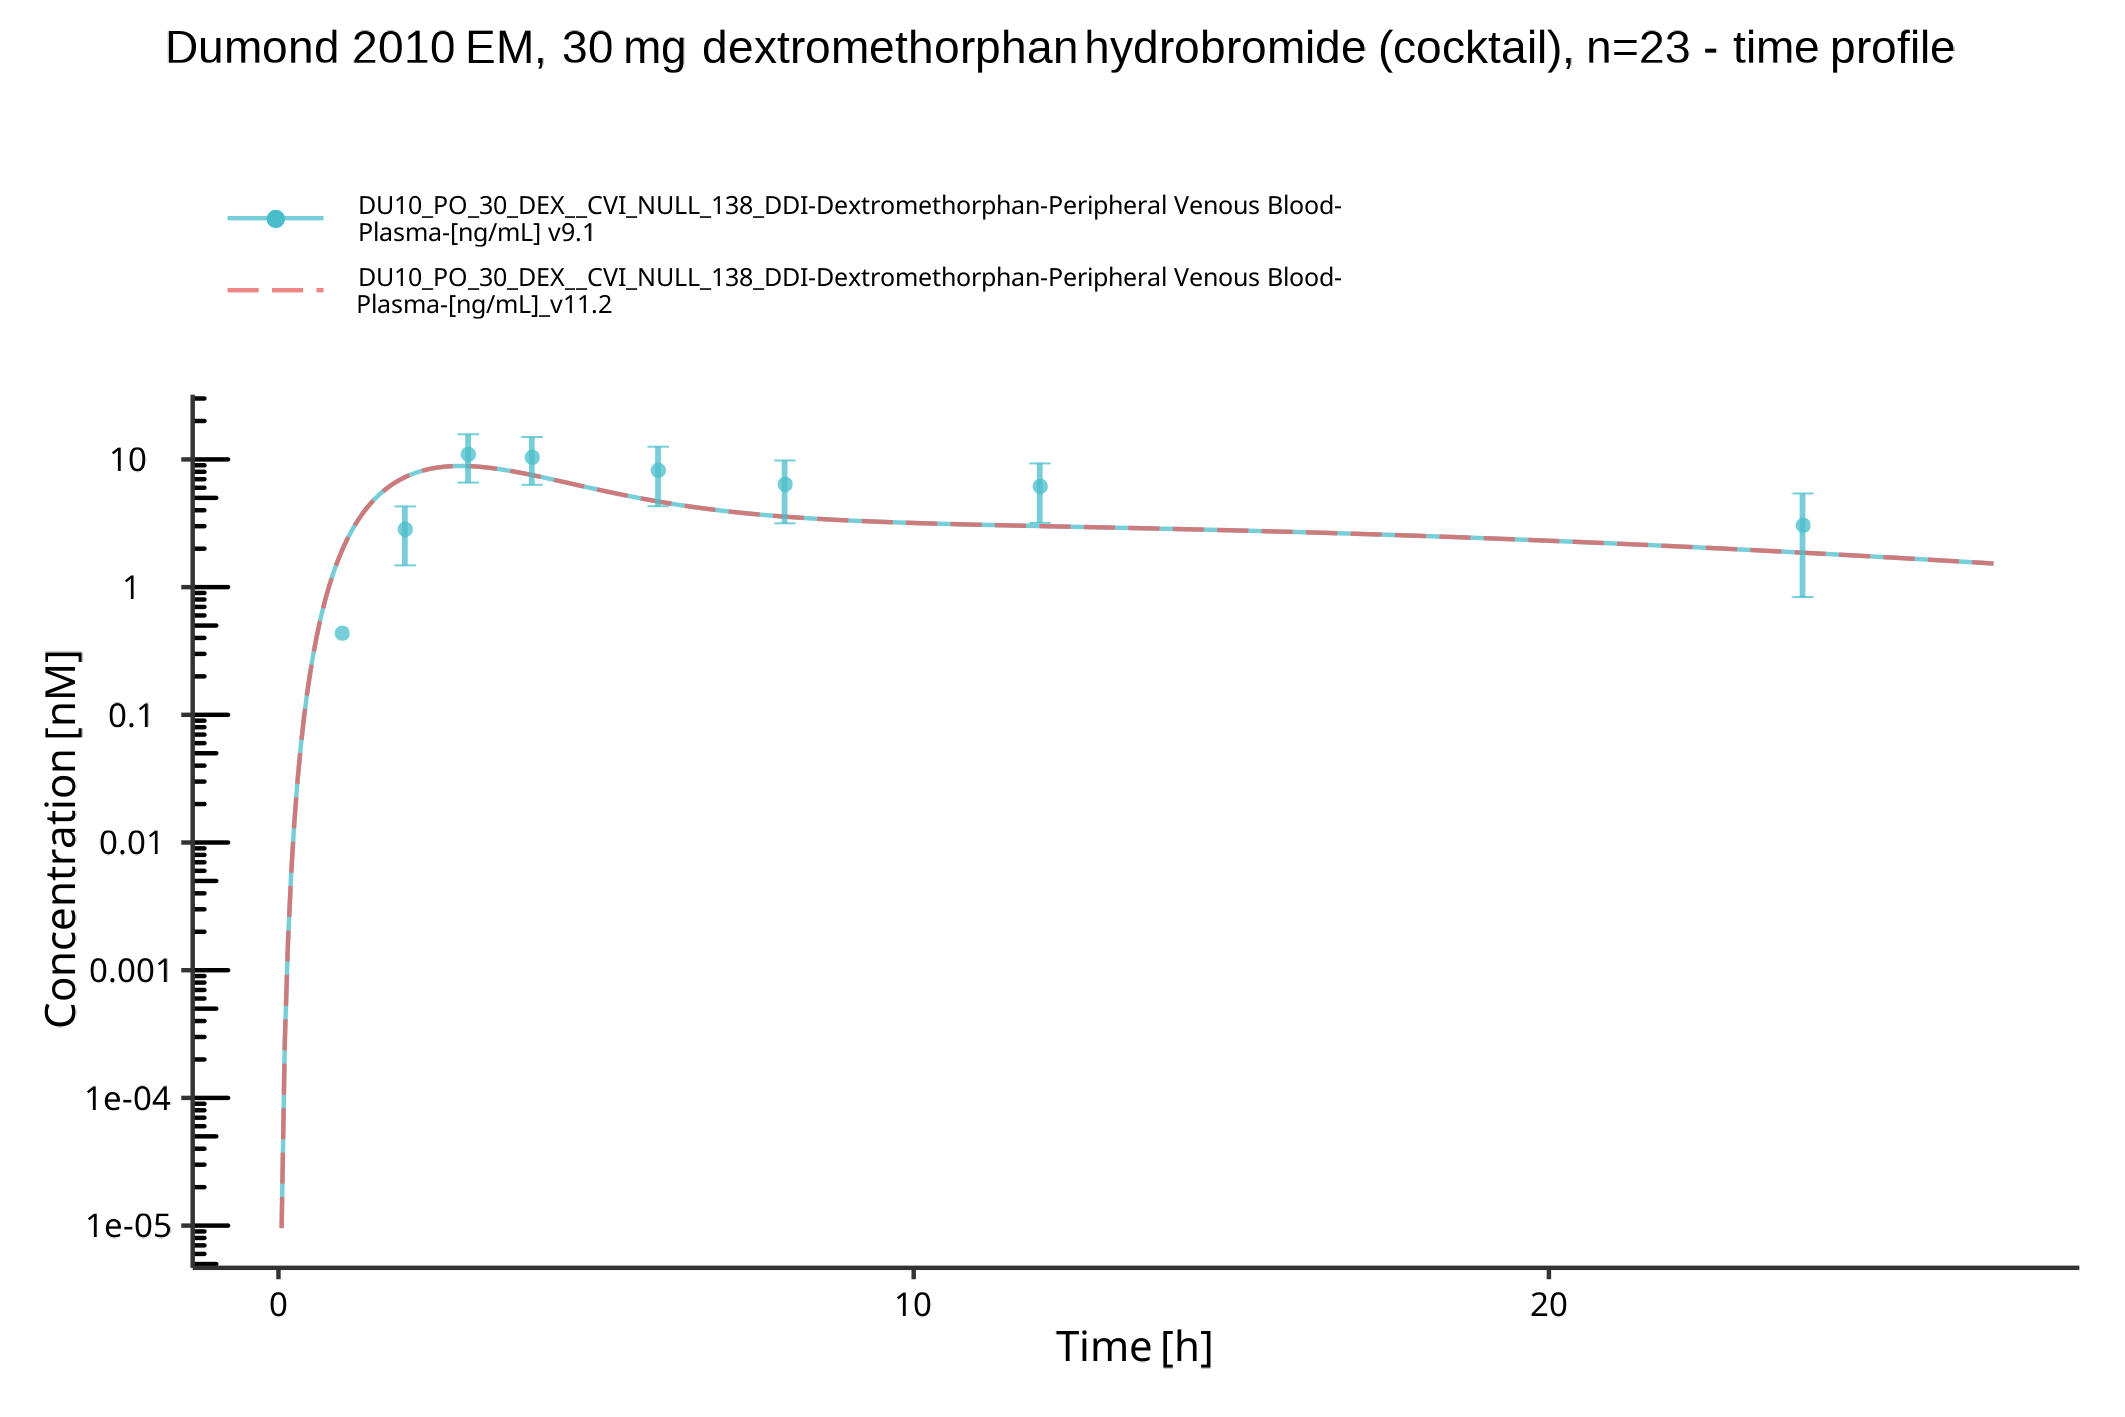 Dumond 2010 EM, 30 mg dextromethorphan hydrobromide (cocktail), n=23 - time profile
DU10_PO_30_DEX__CVI_NULL_138_DDI-Dextromethorphan-Peripheral Venous Blood-
Plasma-[ng/mL] v9.1
DU10_PO_30_DEX__CVI_NULL_138_DDI-Dextromethorphan-Peripheral Venous Blood-
Plasma-[ng/mL]_v11.2
Concentration [nM]
10
1
0.1
0.01
0.001
1e-04
1e-05
0 10 20
Time [h]